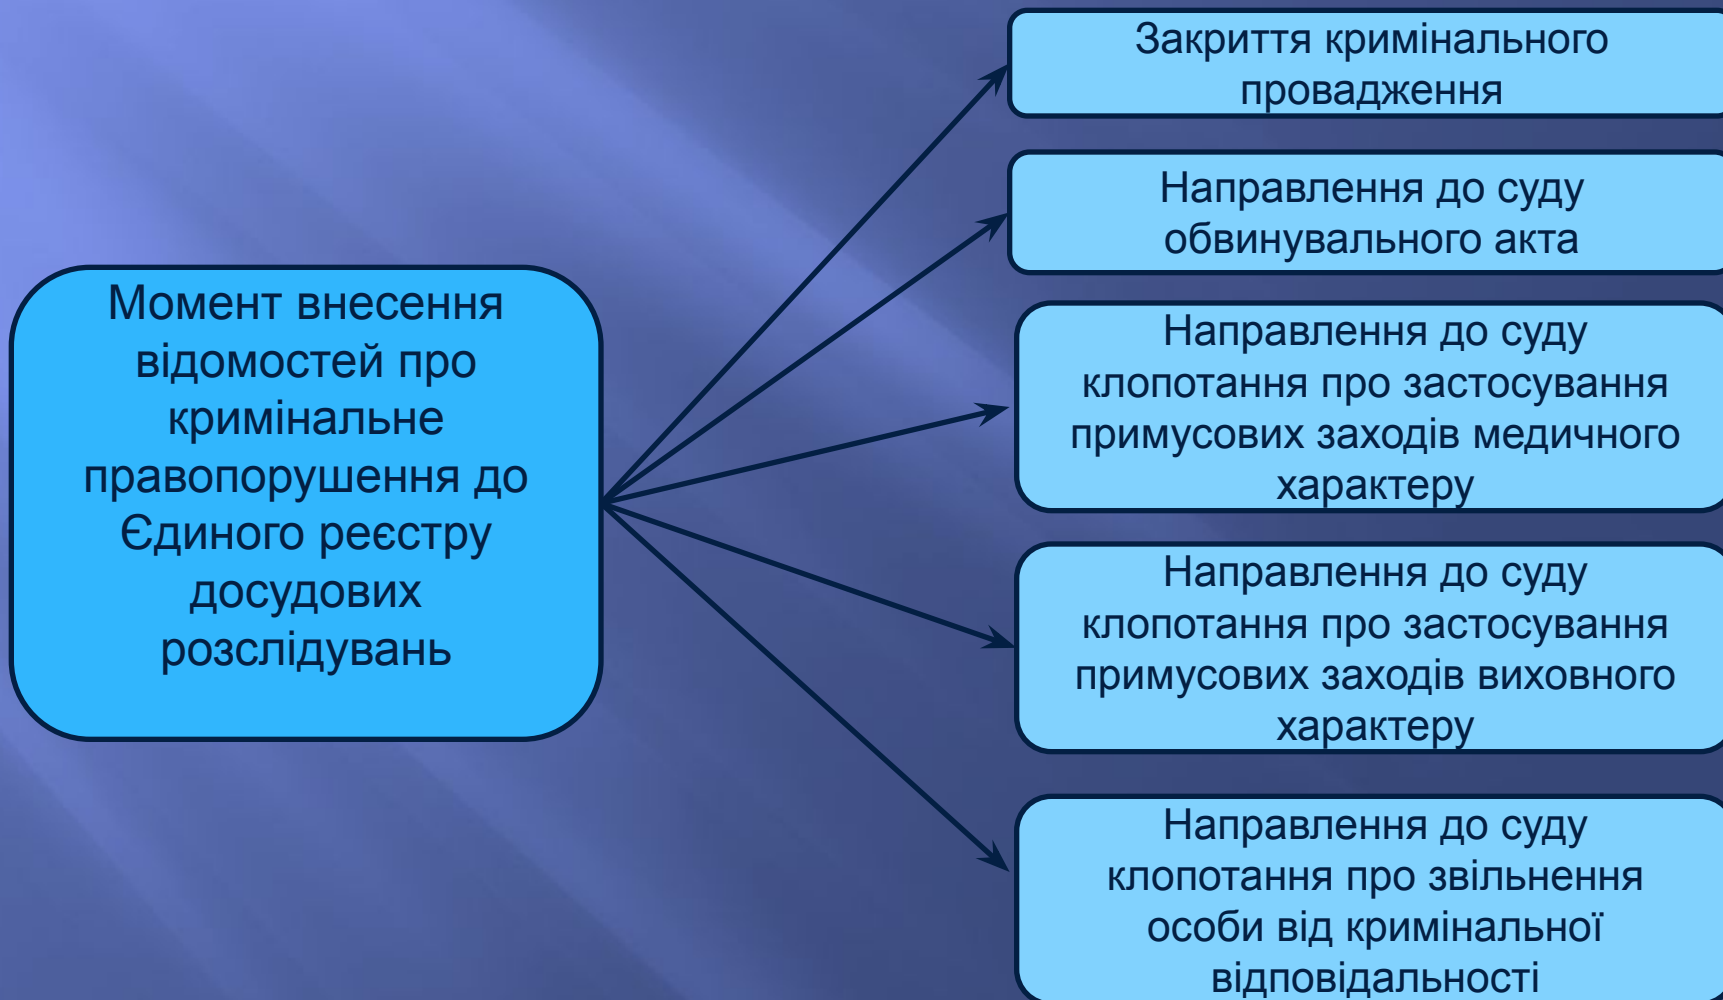 Момент внесення
відомостей про
кримінальне
правопорушення до
Єдиного реєстру
досудових
розслідувань
Закриття кримінального
провадження
Направлення до суду
обвинувального акта
Направлення до суду
клопотання про застосування
примусових заходів медичного
характеру
Направлення до суду
клопотання про застосування
примусових заходів виховного
характеру
Направлення до суду
клопотання про звільнення
особи від кримінальної
відповідальності